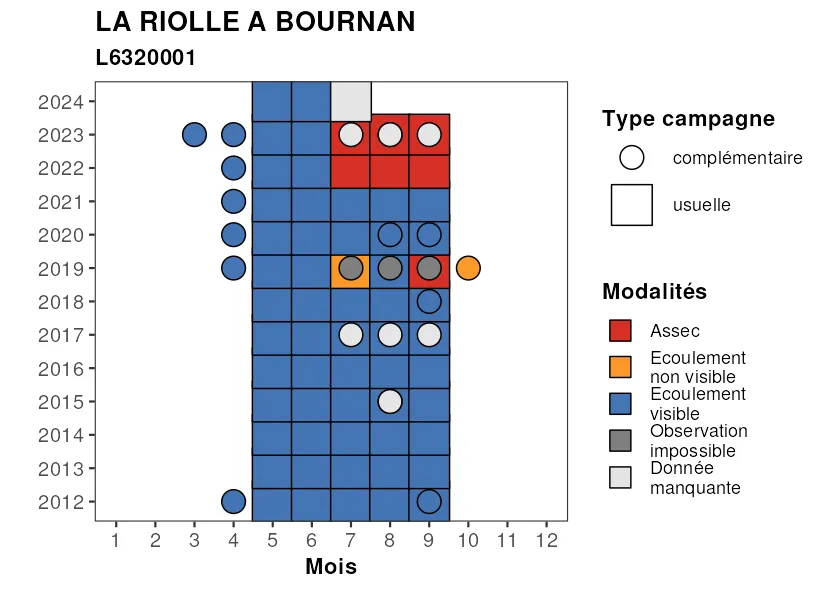 LA RIOLLE A BOURNAN
L6320001
2024
2023
2022
2021
2020
2019
2018
2017
2016
2015
2014
2013
2012
1 2 3 4 5 6 7 8 9 10 11 12
Mois
Type campagne
complémentaire
usuelle
Modalités
Assec
Ecoulement
non visible
Ecoulement
visible
Observation
impossible
Donnée
manquante